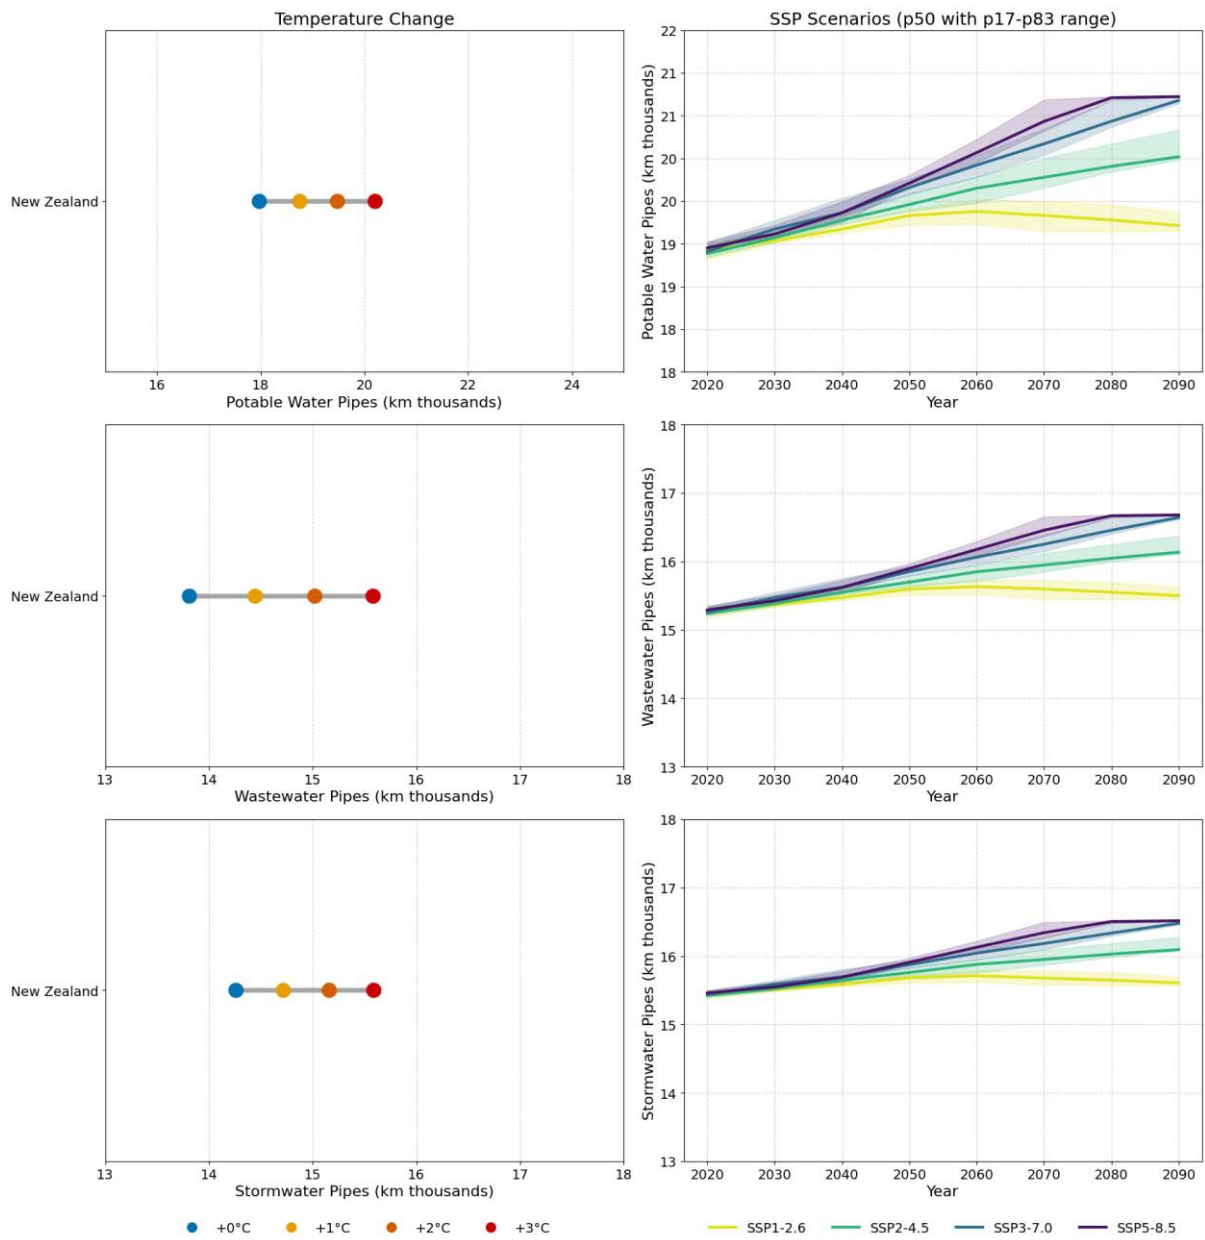 Temperature Change
New Zealand
16 18 20 22 24
Potable Water Pipes (km thousands)
SSP Scenarios (p50 with p17-p83 range)
Potable Water Pipes (km thousands)
22
21
21
20
20
19
19
18
18
2020 2030 2040 2050 2060 2070 2080 2090
Year
New Zealand
13 14 15 16 17 18
Wastewater Pipes (km thousands)
Wastewater Pipes (km thousands)
18
17
16
15
14
13
2020 2030 2040 2050 2060 2070 2080 2090
Year
New Zealand
13 14 15 16 17 18
Stormwater Pipes (km thousands)
Stormwater Pipes (km thousands)
18
17
16
15
14
13
2020 2030 2040 2050 2060 2070 2080 2090
Year
+0°C +1°C +2°C +3°C
SSP1-2.6 SSP2-4.5 SSP3-7.0 SSP5-8.5